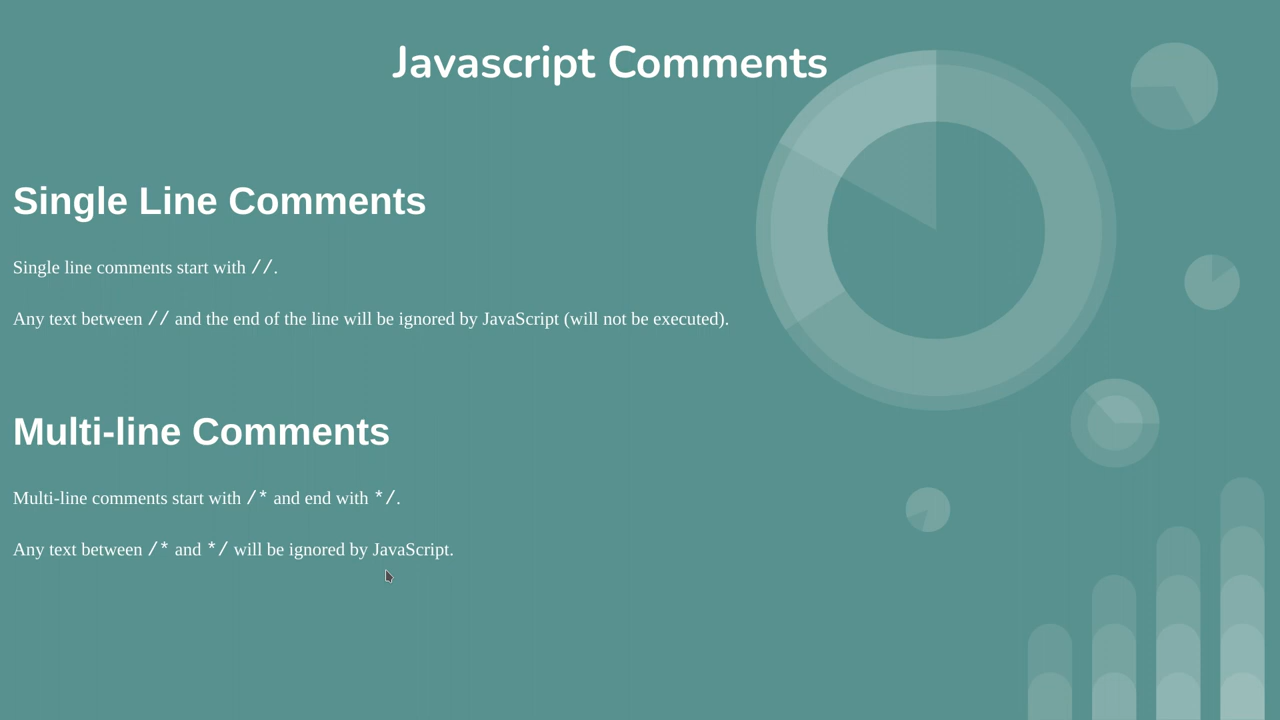 Javascript Comments
Single Line Comments
Single line comments start with //.
Any text between // and the end of the line will be ignored by JavaScript (will not be executed).
Multi-line Comments
Multi-line comments start with /* and end with */.
Any text between /* and */ will be ignored by JavaScript.